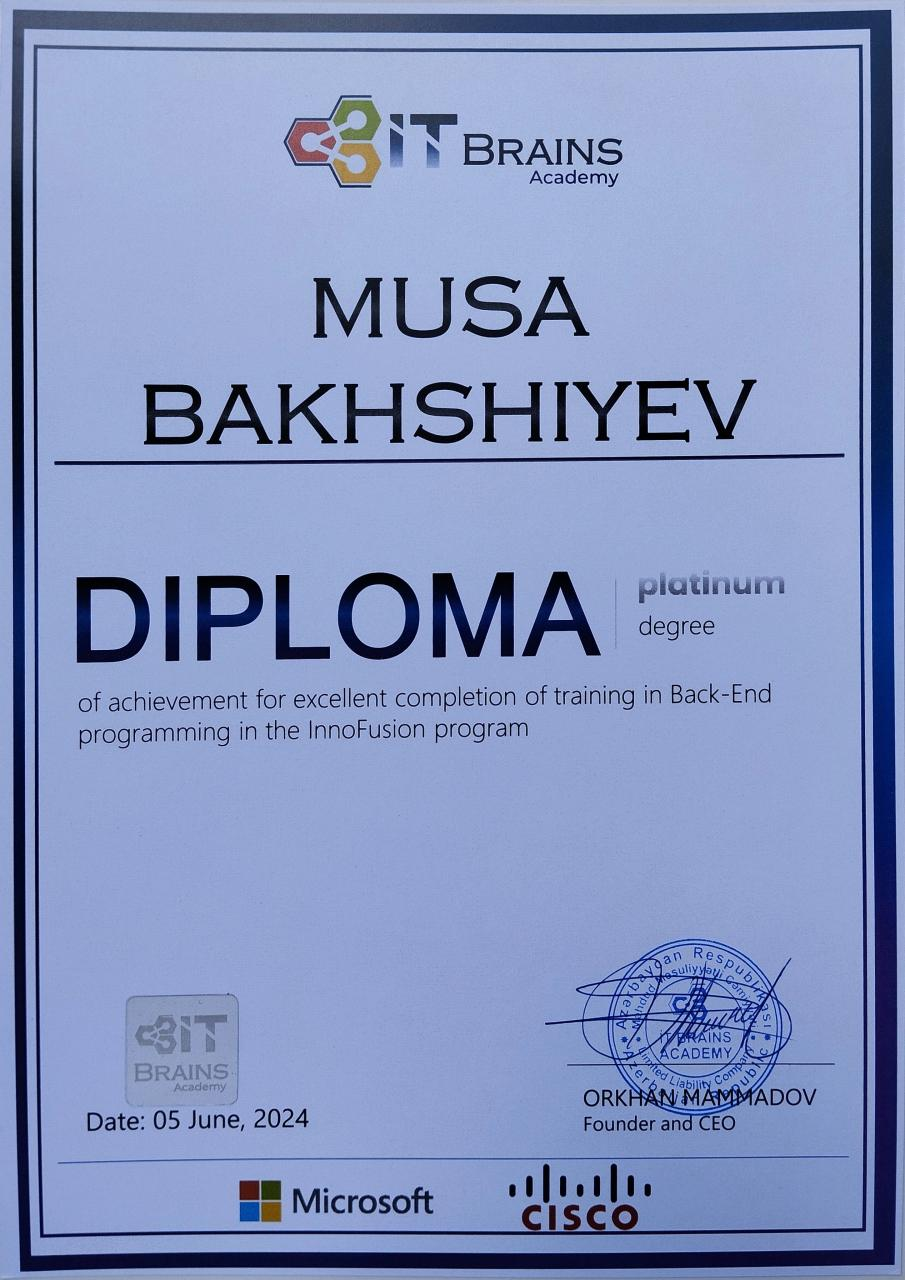 iT BRAINS
Academy
MUSA
BAKHSHIYEV
DIPLOMA
platinum
degree
of achievement for excellent completion of training in Back-End
programming in the InnoFusion program
iT
BRAINS
Academy
Date: 05 June, 2024
Azərbaycan Respublikası
Məhdud Məsuliyyətli Cəmiyyəti
iT BRAINS
ACADEMY
Limited Liability Company
Azerbaijan Republic
ORKHAN MAMMADOV
Founder and CEO
Microsoft
CISCO